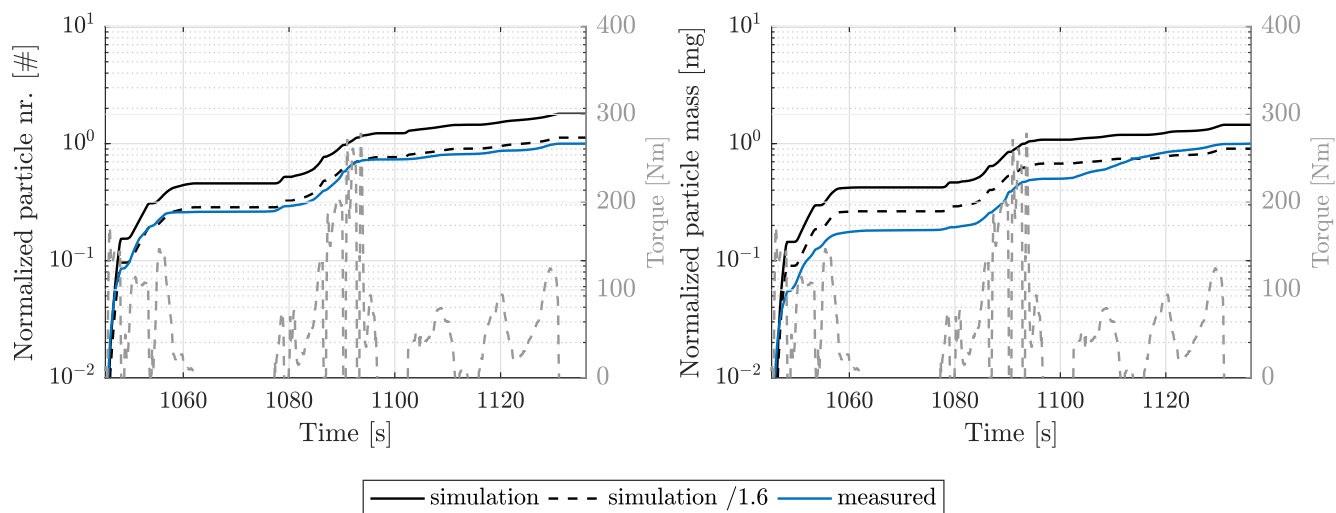 10^1
10^0
10^-1
10^-2
Normalized particle nr. [#]
400
300
200
100
0
Torque [Nm]
1060 1080 1100 1120
Time [s]
10^1
10^0
10^-1
10^-2
Normalized particle mass [mg]
400
300
200
100
0
Torque [Nm]
1060 1080 1100 1120
Time [s]
simulation simulation /1.6 measured